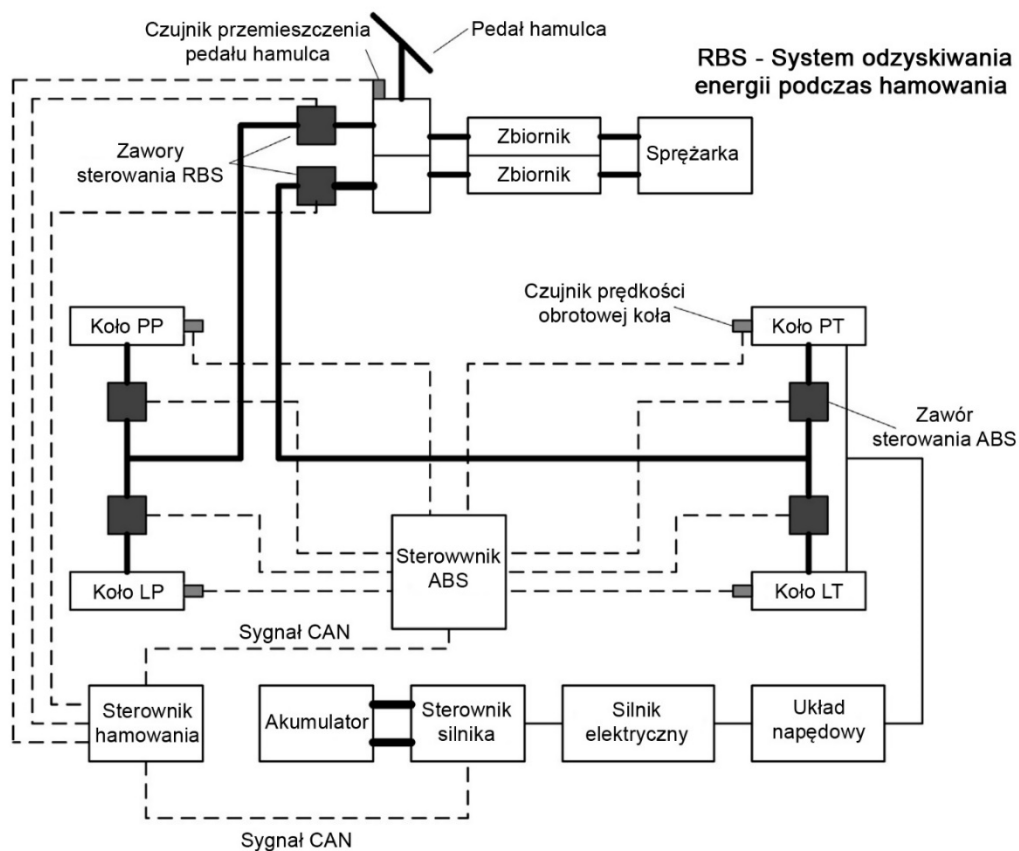 Czujnik przemieszczenia
pedału hamulca
Pedał hamulca
RBS - System odzyskiwania
energii podczas hamowania
Zawory
sterowania RBS
Zbiornik
Zbiornik
Sprężarka
Koło PP
Czujnik prędkości
obrotowej koła
Koło PT
Zawór
sterowania ABS
Sterowwnik
ABS
Koło LP
Koło LT
Sygnał CAN
Sterownik
hamowania
Akumulator
Sterownik
silnika
Silnik
elektryczny
Układ
napędowy
Sygnał CAN